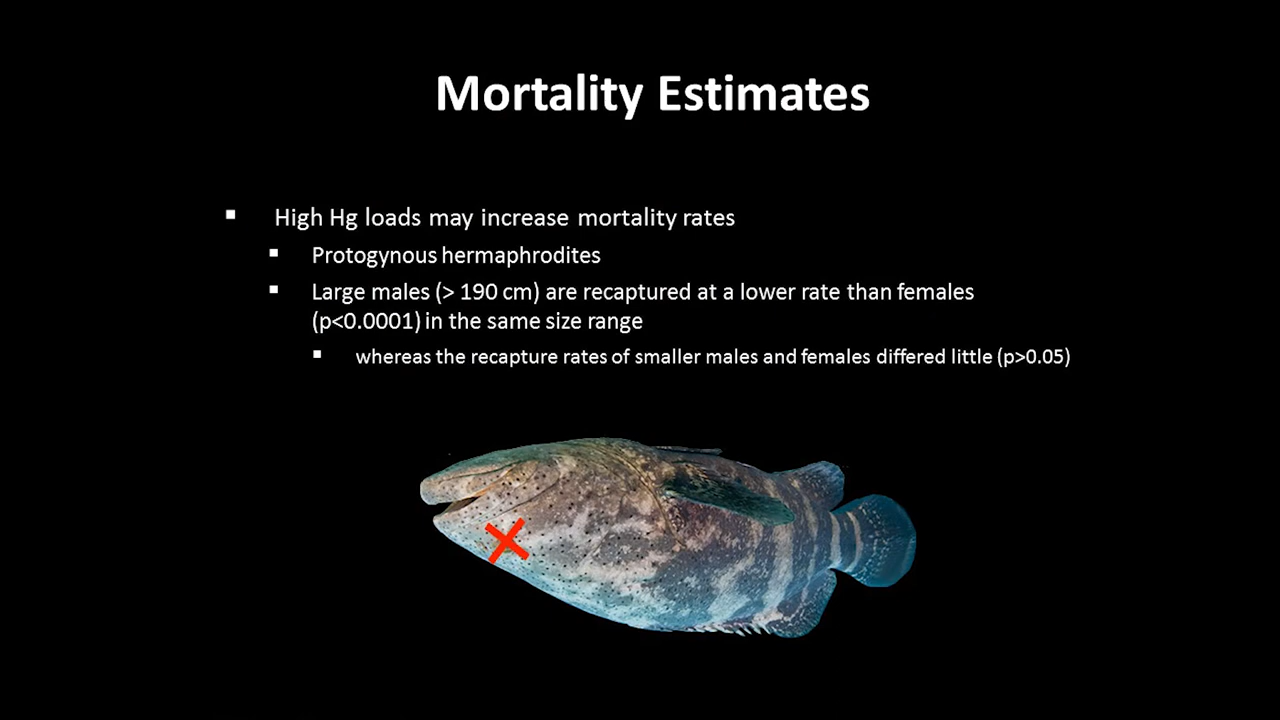 Mortality Estimates
▪ High Hg loads may increase mortality rates
▪ Protogynous hermaphrodites
▪ Large males (> 190 cm) are recaptured at a lower rate than females
(p<0.0001) in the same size range
▪ whereas the recapture rates of smaller males and females differed little (p>0.05)